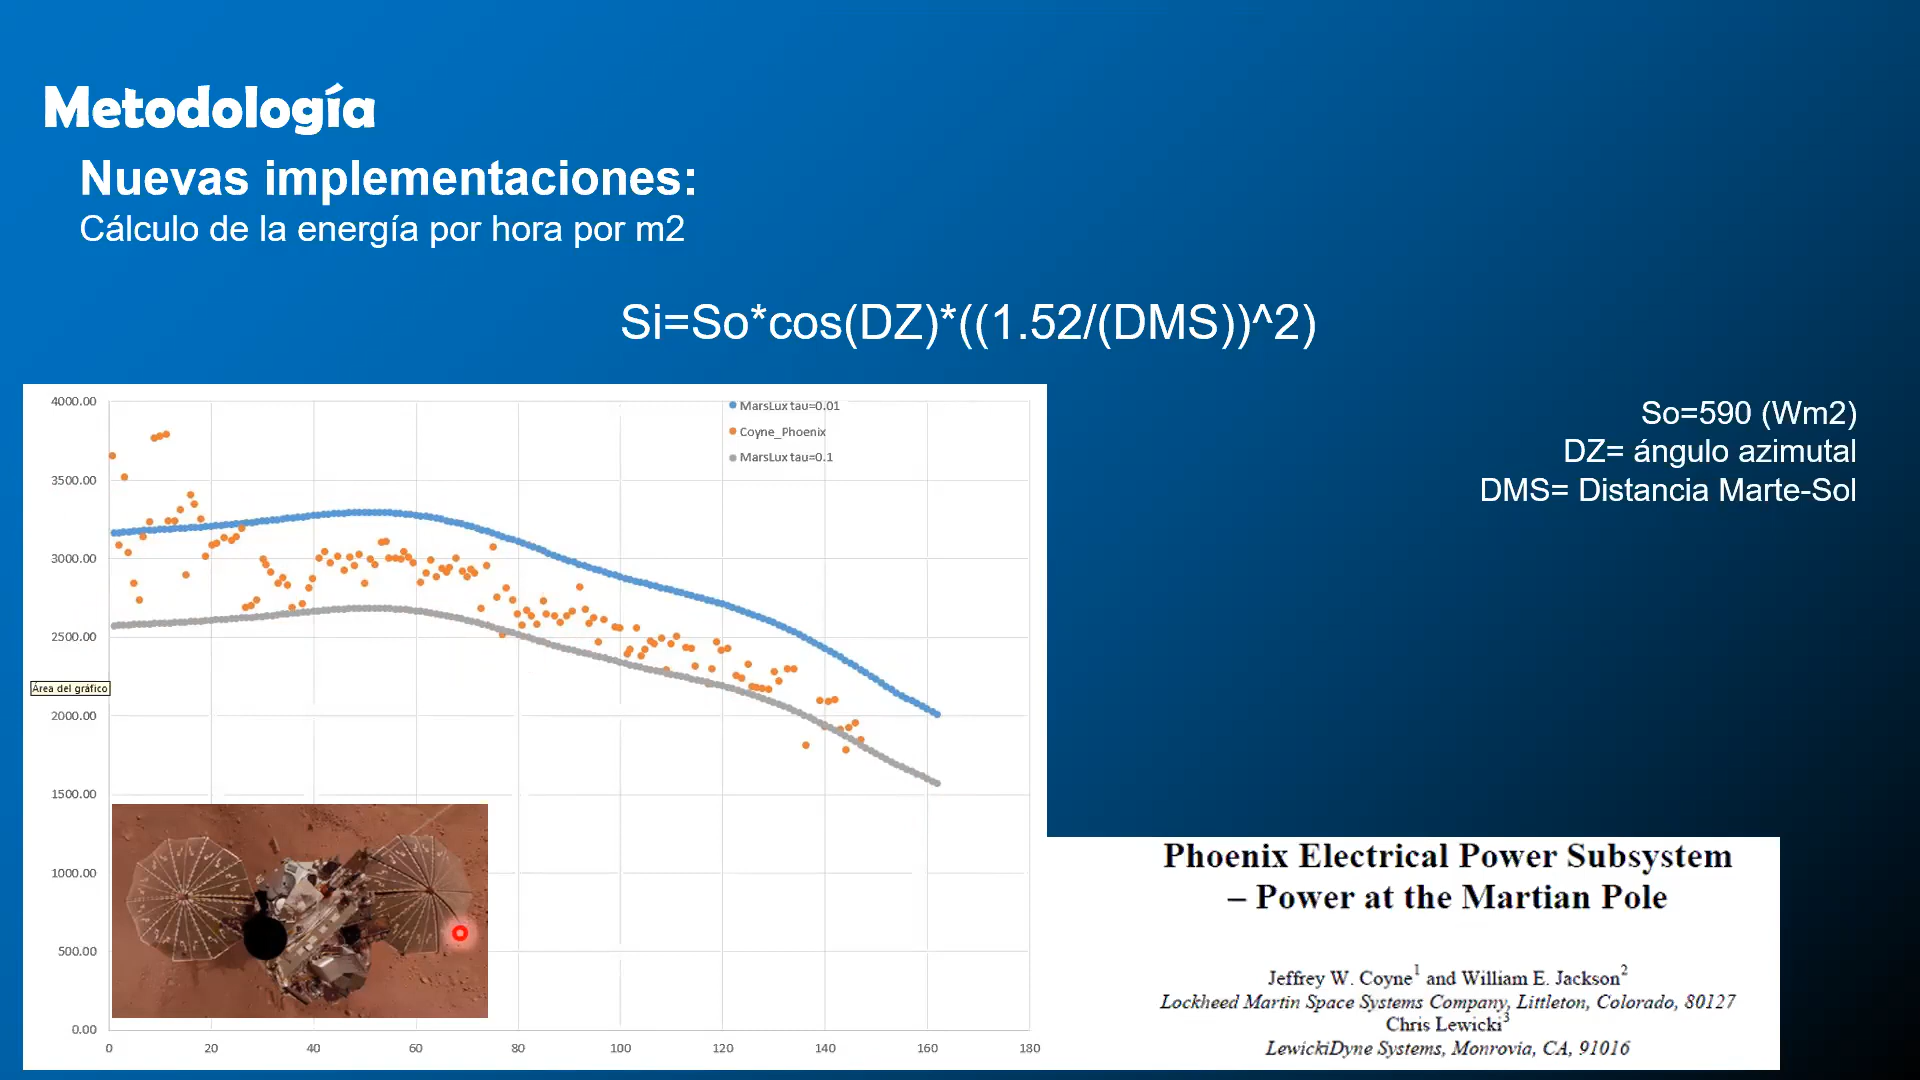 Metodología
Nuevas implementaciones:
Cálculo de la energía por hora por m2
Si=So*cos(DZ)*((1.52/(DMS))^2)
So=590 (Wm2)
DZ= ángulo azimutal
DMS= Distancia Marte-Sol
4000.00
3500.00
3000.00
2500.00
2000.00
1500.00
1000.00
500.00
0.00
MarsLux tau=0.01
Coyne_Phoenix
MarsLux tau=0.1
Área del gráfico
0 20 40 60 80 100 120 140 160 180
Phoenix Electrical Power Subsystem
– Power at the Martian Pole
Jeffrey W. Coyne1 and William E. Jackson2
Lockheed Martin Space Systems Company, Littleton, Colorado, 80127
Chris Lewicki3
LewickiDyne Systems, Monrovia, CA, 91016